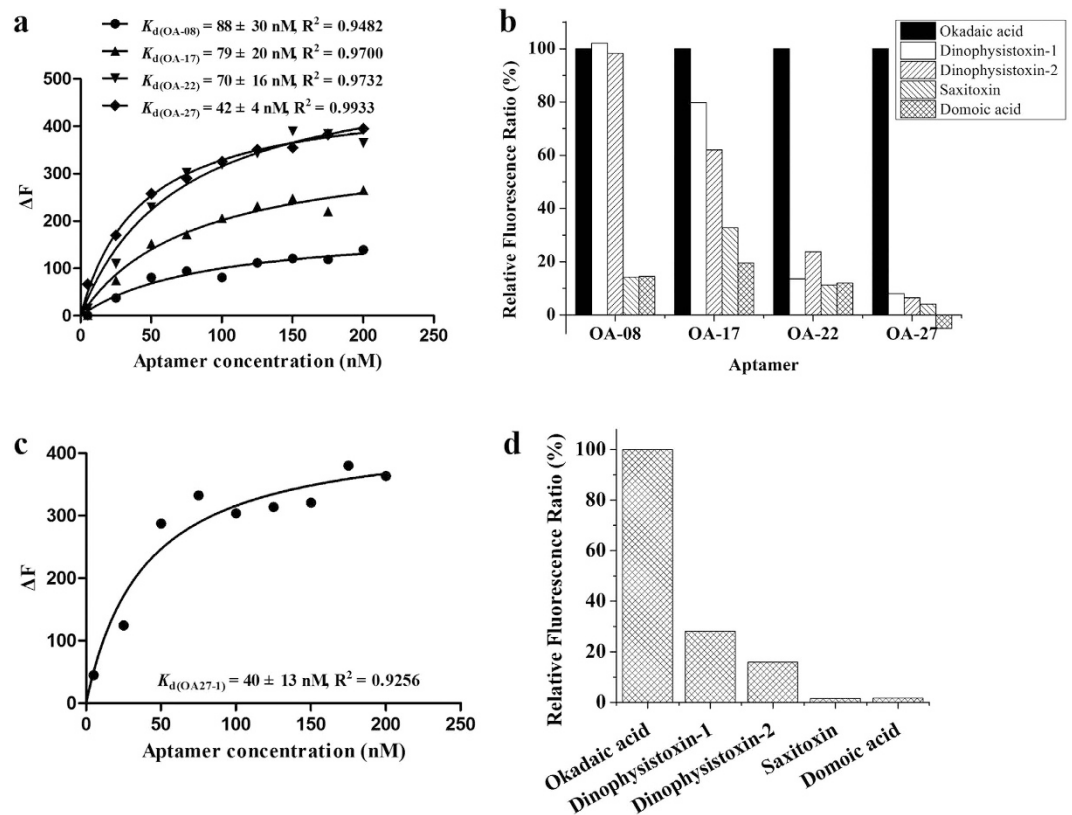 a
K_d(OA-08) = 88 ± 30 nM, R² = 0.9482
K_d(OA-17) = 79 ± 20 nM, R² = 0.9700
K_d(OA-22) = 70 ± 16 nM, R² = 0.9732
K_d(OA-27) = 42 ± 4 nM, R² = 0.9933
500
400
300
200
100
0
ΔF
0 50 100 150 200 250
Aptamer concentration (nM)
b
Okadaic acid
Dinophysistoxin-1
Dinophysistoxin-2
Saxitoxin
Domoic acid
100
80
60
40
20
0
Relative Fluorescence Ratio (%)
OA-08 OA-17 OA-22 OA-27
Aptamer
c
400
300
200
100
0
ΔF
K_d(OA27-1) = 40 ± 13 nM, R² = 0.9256
0 50 100 150 200 250
Aptamer concentration (nM)
d
100
80
60
40
20
0
Relative Fluorescence Ratio (%)
Okadaic acid
Dinophysistoxin-1
Dinophysistoxin-2
Saxitoxin
Domoic acid